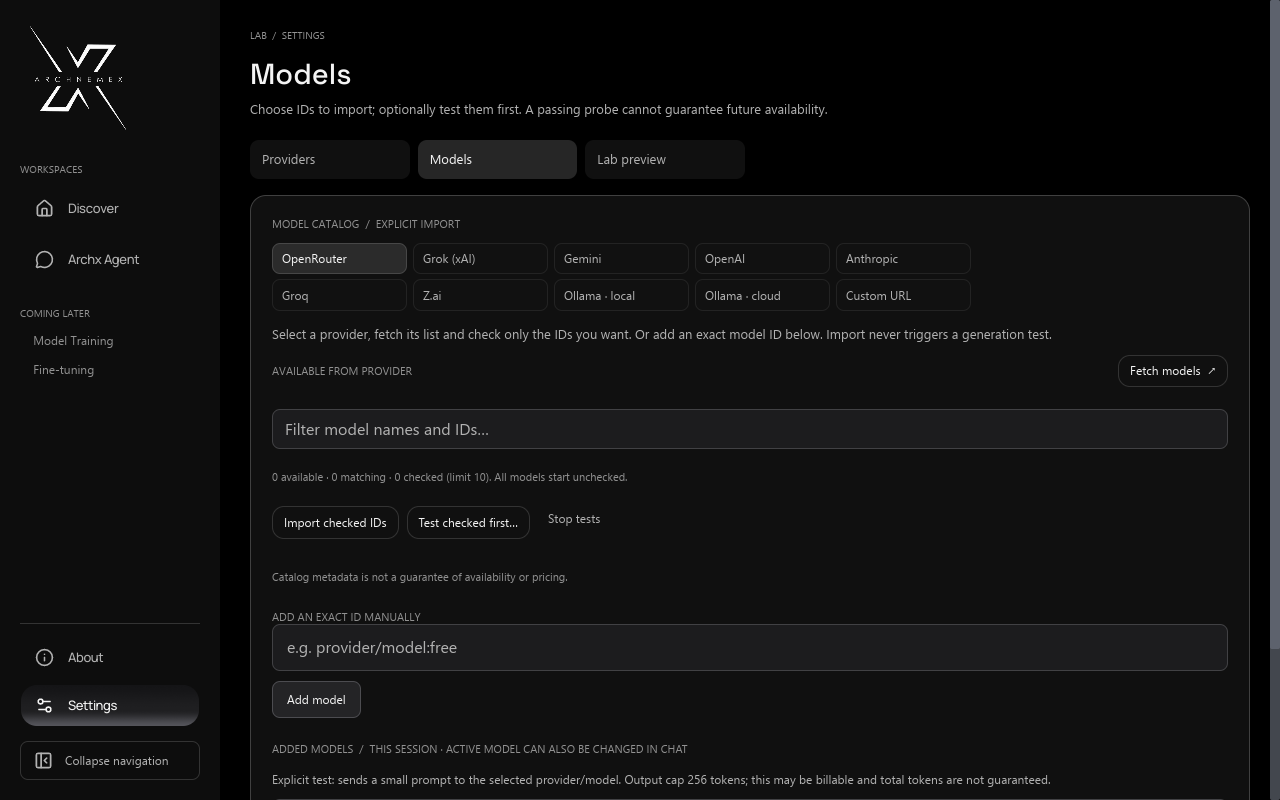 ARCHNEMEX
WORKSPACES
Discover
Archx Agent
COMING LATER
Model Training
Fine-tuning
About
Settings
Collapse navigation
LAB / SETTINGS
Models
Choose IDs to import; optionally test them first. A passing probe cannot guarantee future availability.
Providers
Models
Lab preview
MODEL CATALOG / EXPLICIT IMPORT
OpenRouter
Grok (xAI)
Gemini
OpenAI
Anthropic
Groq
Z.ai
Ollama · local
Ollama · cloud
Custom URL
Select a provider, fetch its list and check only the IDs you want. Or add an exact model ID below. Import never triggers a generation test.
AVAILABLE FROM PROVIDER
Fetch models ↗
Filter model names and IDs...
0 available · 0 matching · 0 checked (limit 10). All models start unchecked.
Import checked IDs
Test checked first...
Stop tests
Catalog metadata is not a guarantee of availability or pricing.
ADD AN EXACT ID MANUALLY
e.g. provider/model:free
Add model
ADDED MODELS / THIS SESSION · ACTIVE MODEL CAN ALSO BE CHANGED IN CHAT
Explicit test: sends a small prompt to the selected provider/model. Output cap 256 tokens; this may be billable and total tokens are not guaranteed.